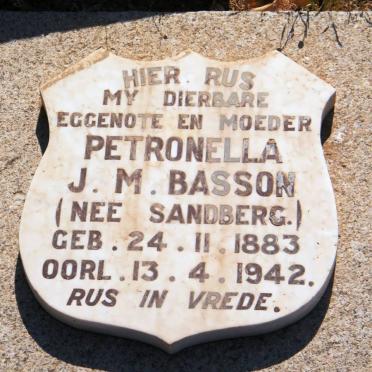 HIER RUS
MY DIERBARE
EGGENOTE EN MOEDER
PETRONELLA
J. M. BASSON
(NEE SANDBERG.)
GEB. 24. 11. 1883
OORL. 13. 4. 1942.
RUS IN VREDE.